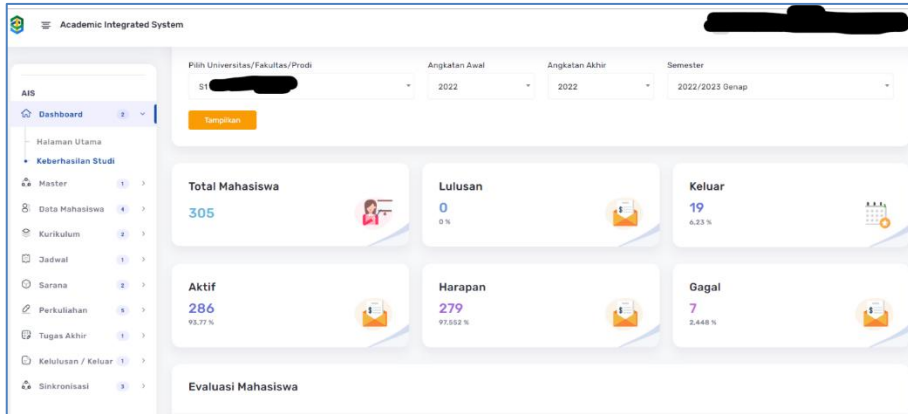 Academic Integrated System
AIS
Dashboard 2
Halaman Utama
Keberhasilan Studi
Master 1
Data Mahasiswa 4
Kurikulum 2
Jadwal 1
Sarana 2
Perkuliahan 5
Tugas Akhir 1
Kelulusan / Keluar 1
Sinkronisasi 3
Pilih Universitas/Fakultas/Prodi
S1
Angkatan Awal
2022
Angkatan Akhir
2022
Semester
2022/2023 Genap
Tampilkan
Total Mahasiswa
305
Lulusan
0
0 %
Keluar
19
6,23 %
Aktif
286
93,77 %
Harapan
279
97,552 %
Gagal
7
2,448 %
Evaluasi Mahasiswa